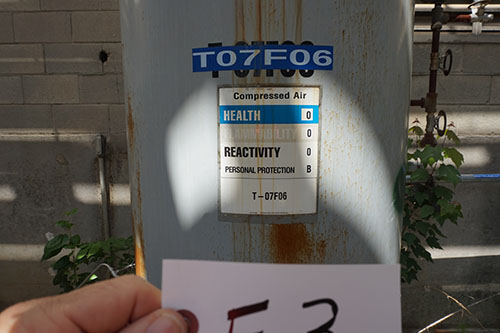 T07F06
Compressed Air
HEALTH 0
FLAMMABILITY 0
REACTIVITY 0
PERSONAL PROTECTION B
T-07F06